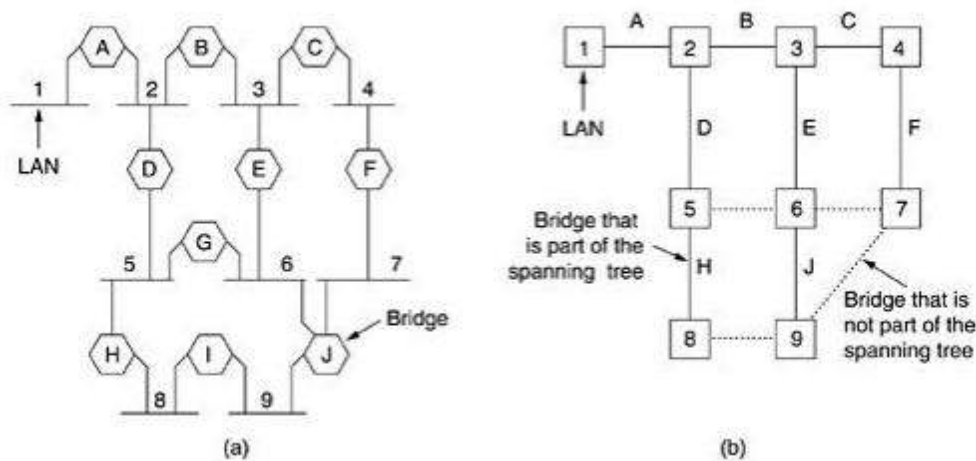 A B C
1 2 3 4
LAN
D E F
G
5 6 7
Bridge
H I J
8 9
(a)
A B C
1 2 3 4
LAN
D E F
5 6 7
Bridge that
is part of the
spanning tree
H J
Bridge that is
not part of the
spanning tree
8 9
(b)